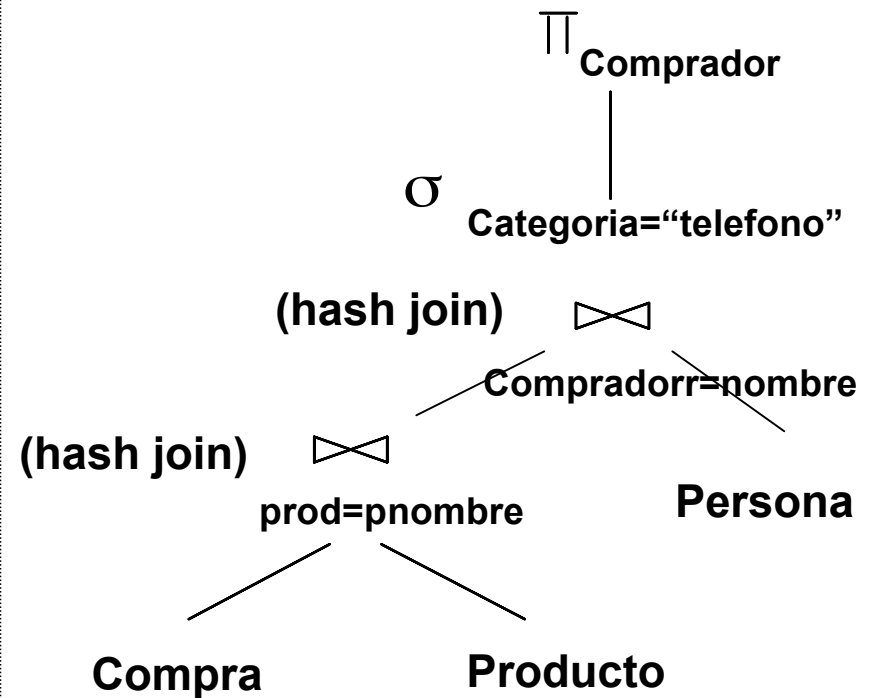 ∏ Comprador
σ Categoria=“telefono”
(hash join) ⋈
Compradorr=nombre
(hash join) ⋈
prod=pnombre
Persona
Compra
Producto